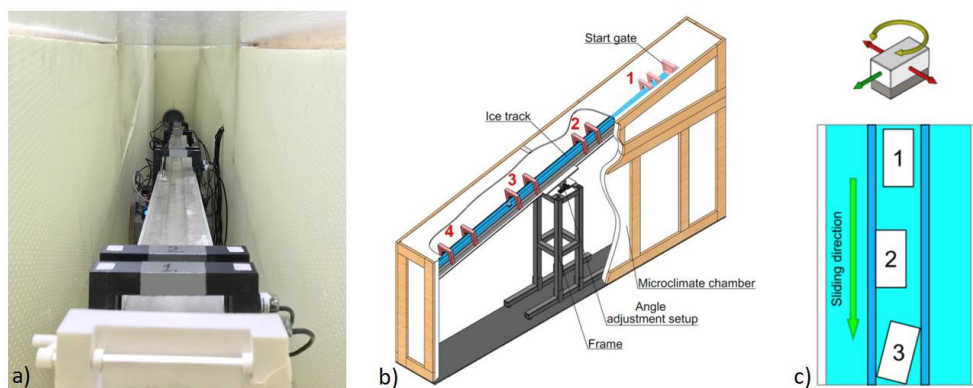 2.
1.
a)
Start gate
1
Ice track
2
3
4
Microclimate chamber
Angle
adjustment setup
Frame
b)
1
2
3
Sliding direction
c)